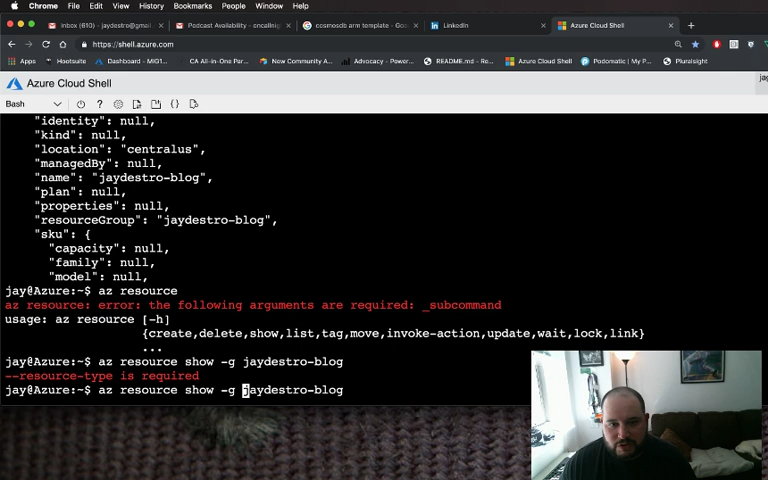 Chrome File Edit View History Bookmarks People Window Help
Inbox (610) - jaydestro@gmai
Podcast Availability - encalnig
cosmosdb arm template - Goo
LinkedIn
Azure Cloud Shell
https://shell.azure.com
Apps
Hootsuite
Dashboard – MIG1...
CA All-in-One Par...
New Community A...
Advocacy - Power...
README.md - Re...
Azure Cloud Shell
Podomatic | My P...
Pluralsight
Azure Cloud Shell
Bash
"identity": null,
"kind": null,
"location": "centralus",
"managedBy": null,
"name": "jaydestro-blog",
"plan": null,
"properties": null,
"resourceGroup": "jaydestro-blog",
"sku": {
"capacity": null,
"family": null,
"model": null,
jay@Azure:~$ az resource
az resource: error: the following arguments are required: _subcommand
usage: az resource [-h]
{create,delete,show,list,tag,move,invoke-action,update,wait,lock,link}
...
jay@Azure:~$ az resource show -g jaydestro-blog
--resource-type is required
jay@Azure:~$ az resource show -g jaydestro-blog